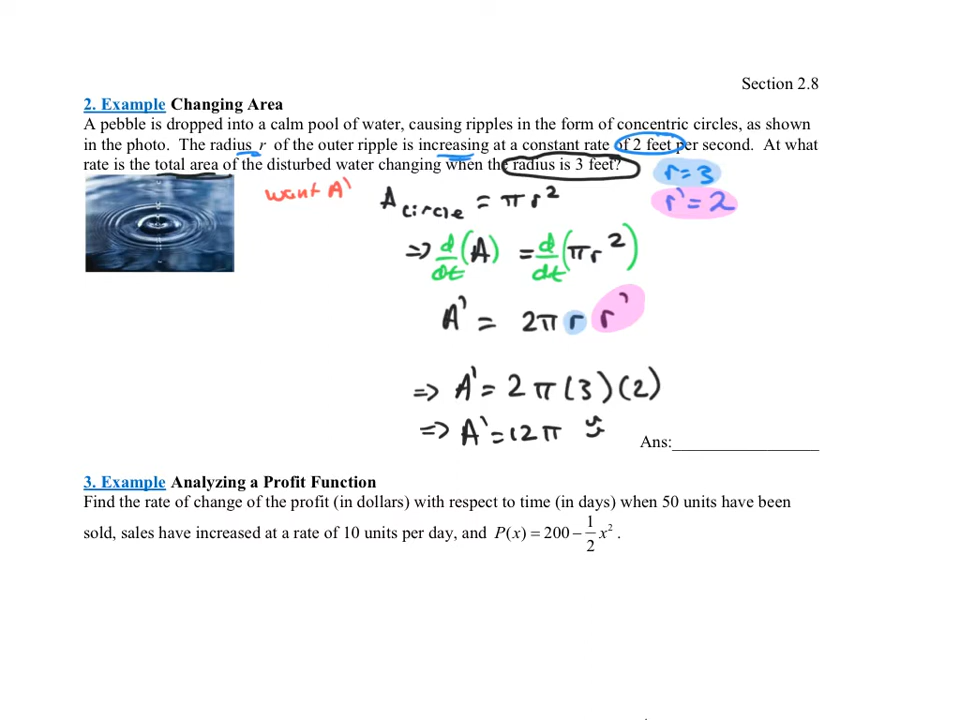 Section 2.8
2. Example Changing Area
A pebble is dropped into a calm pool of water, causing ripples in the form of concentric circles, as shown
in the photo. The radius r of the outer ripple is increasing at a constant rate of 2 feet per second. At what
rate is the total area of the disturbed water changing when the radius is 3 feet?
r=3
want A' A circle = πr²
r'=2
⇒ d/dt (A) = d/dt (πr²)
A' = 2π r r'
⇒ A' = 2π(3)(2)
⇒ A' = 12π
Ans:_________________
3. Example Analyzing a Profit Function
Find the rate of change of the profit (in dollars) with respect to time (in days) when 50 units have been
sold, sales have increased at a rate of 10 units per day, and P(x) = 200 − 1/2 x² .